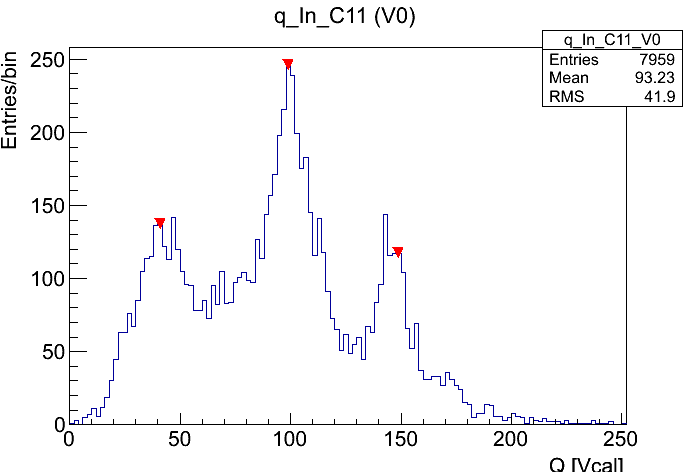 q_In_C11 (V0)
q_In_C11_V0
Entries 7959
Mean 93.23
RMS 41.9
Entries/bin
250
200
150
100
50
0
0 50 100 150 200 250
Q [Vcal]